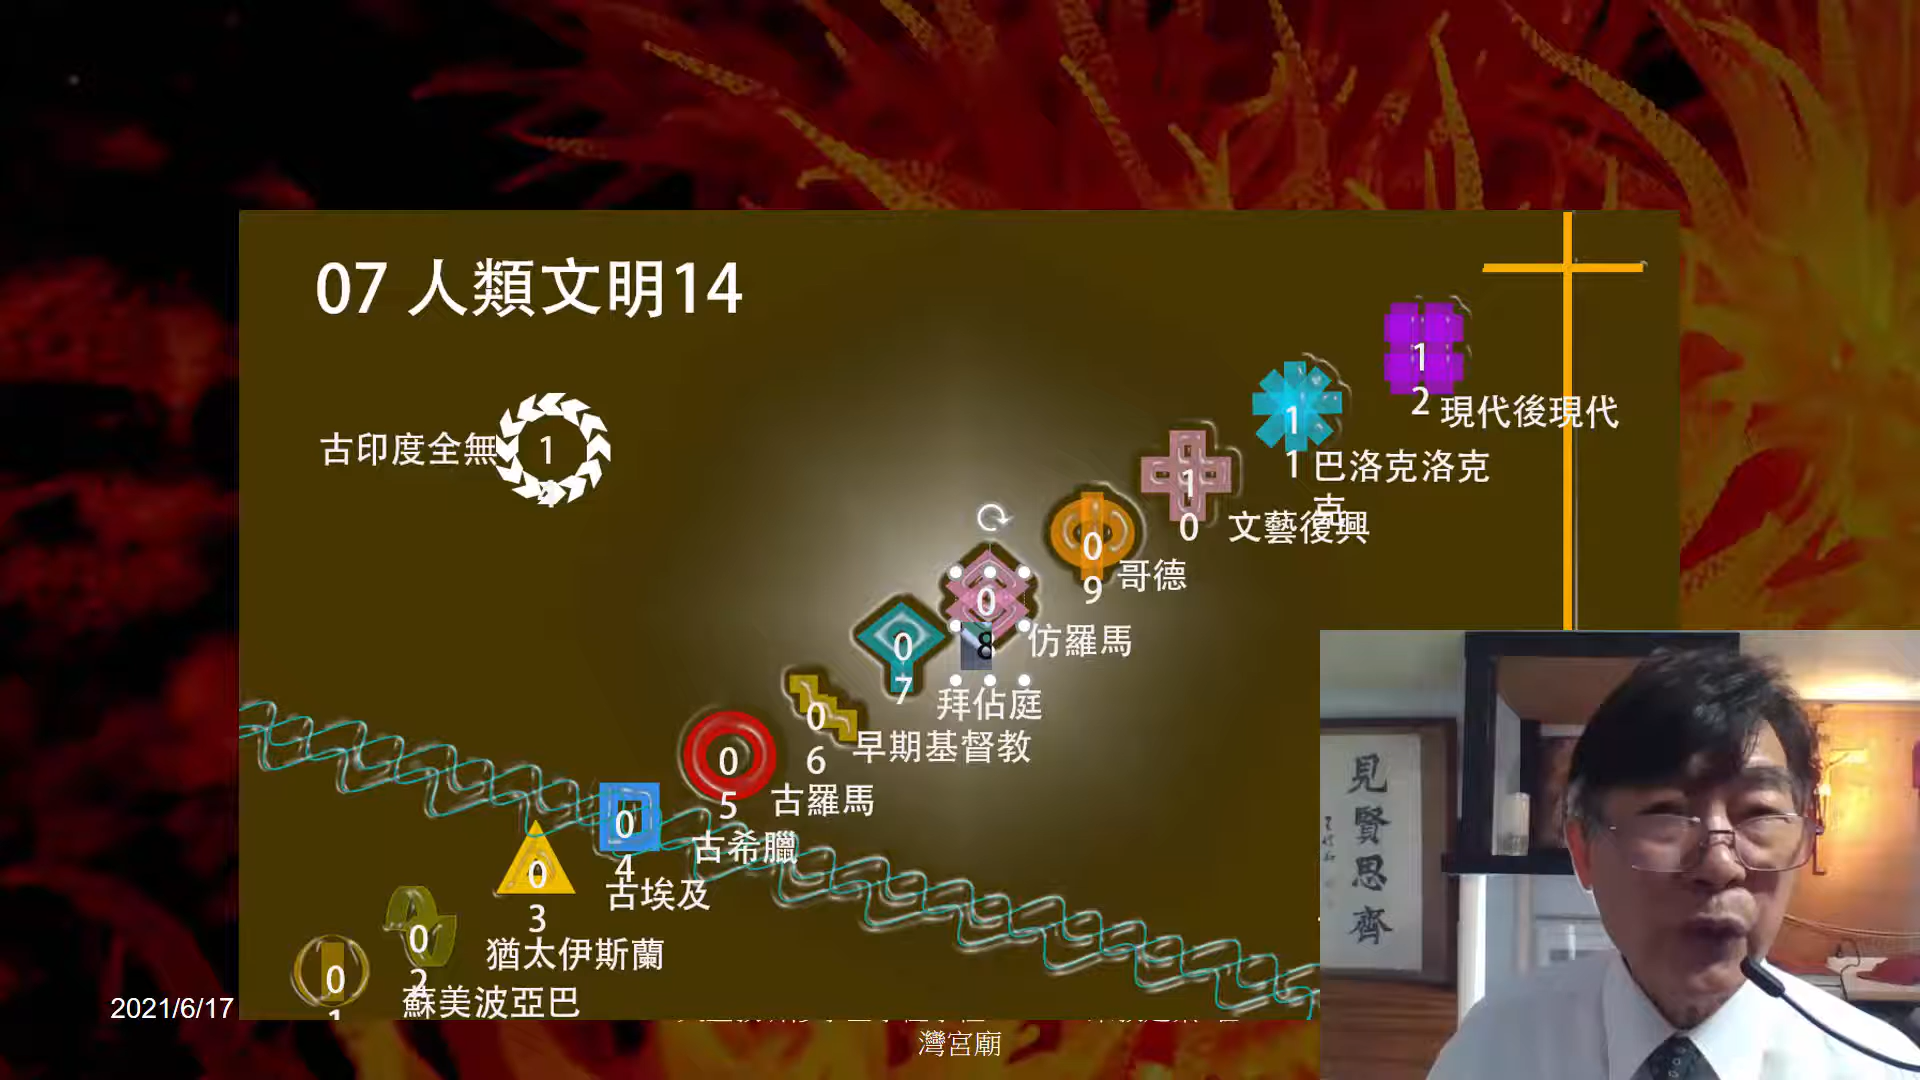 07 人類文明14
古印度全無
1
4
1
2 現代後現代
1
1 巴洛克洛克
克
1
0 文藝復興
0
9 哥德
0
8 仿羅馬
0
7 拜佔庭
0
6 早期基督教
0
5 古羅馬
古希臘
0
4 古埃及
0
3
猶太伊斯蘭
0
2
蘇美波亞巴
0
1
2021/6/17
灣宮廟
見賢思齊